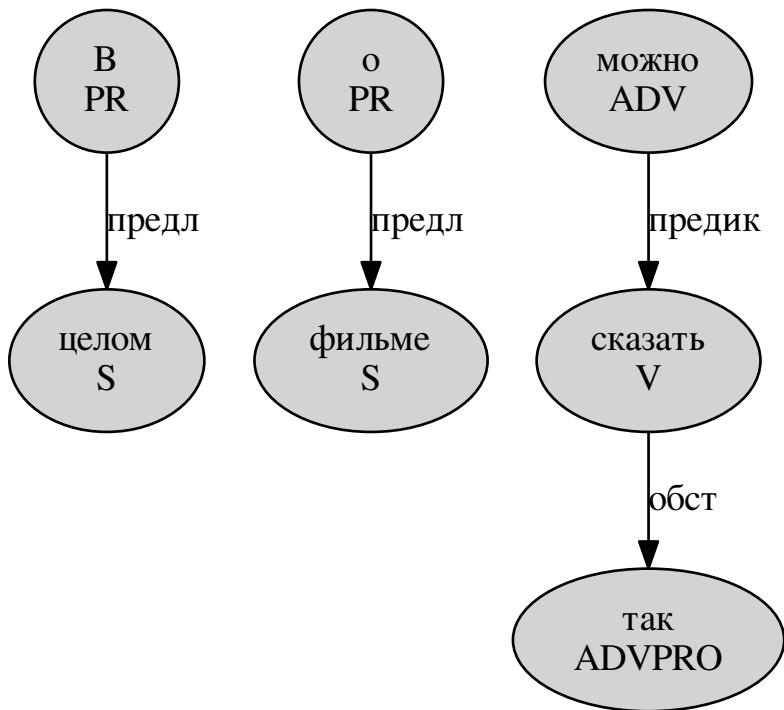 В
PR
о
PR
можно
ADV
предл
предл
предик
целом
S
фильме
S
сказать
V
обст
так
ADVPRO